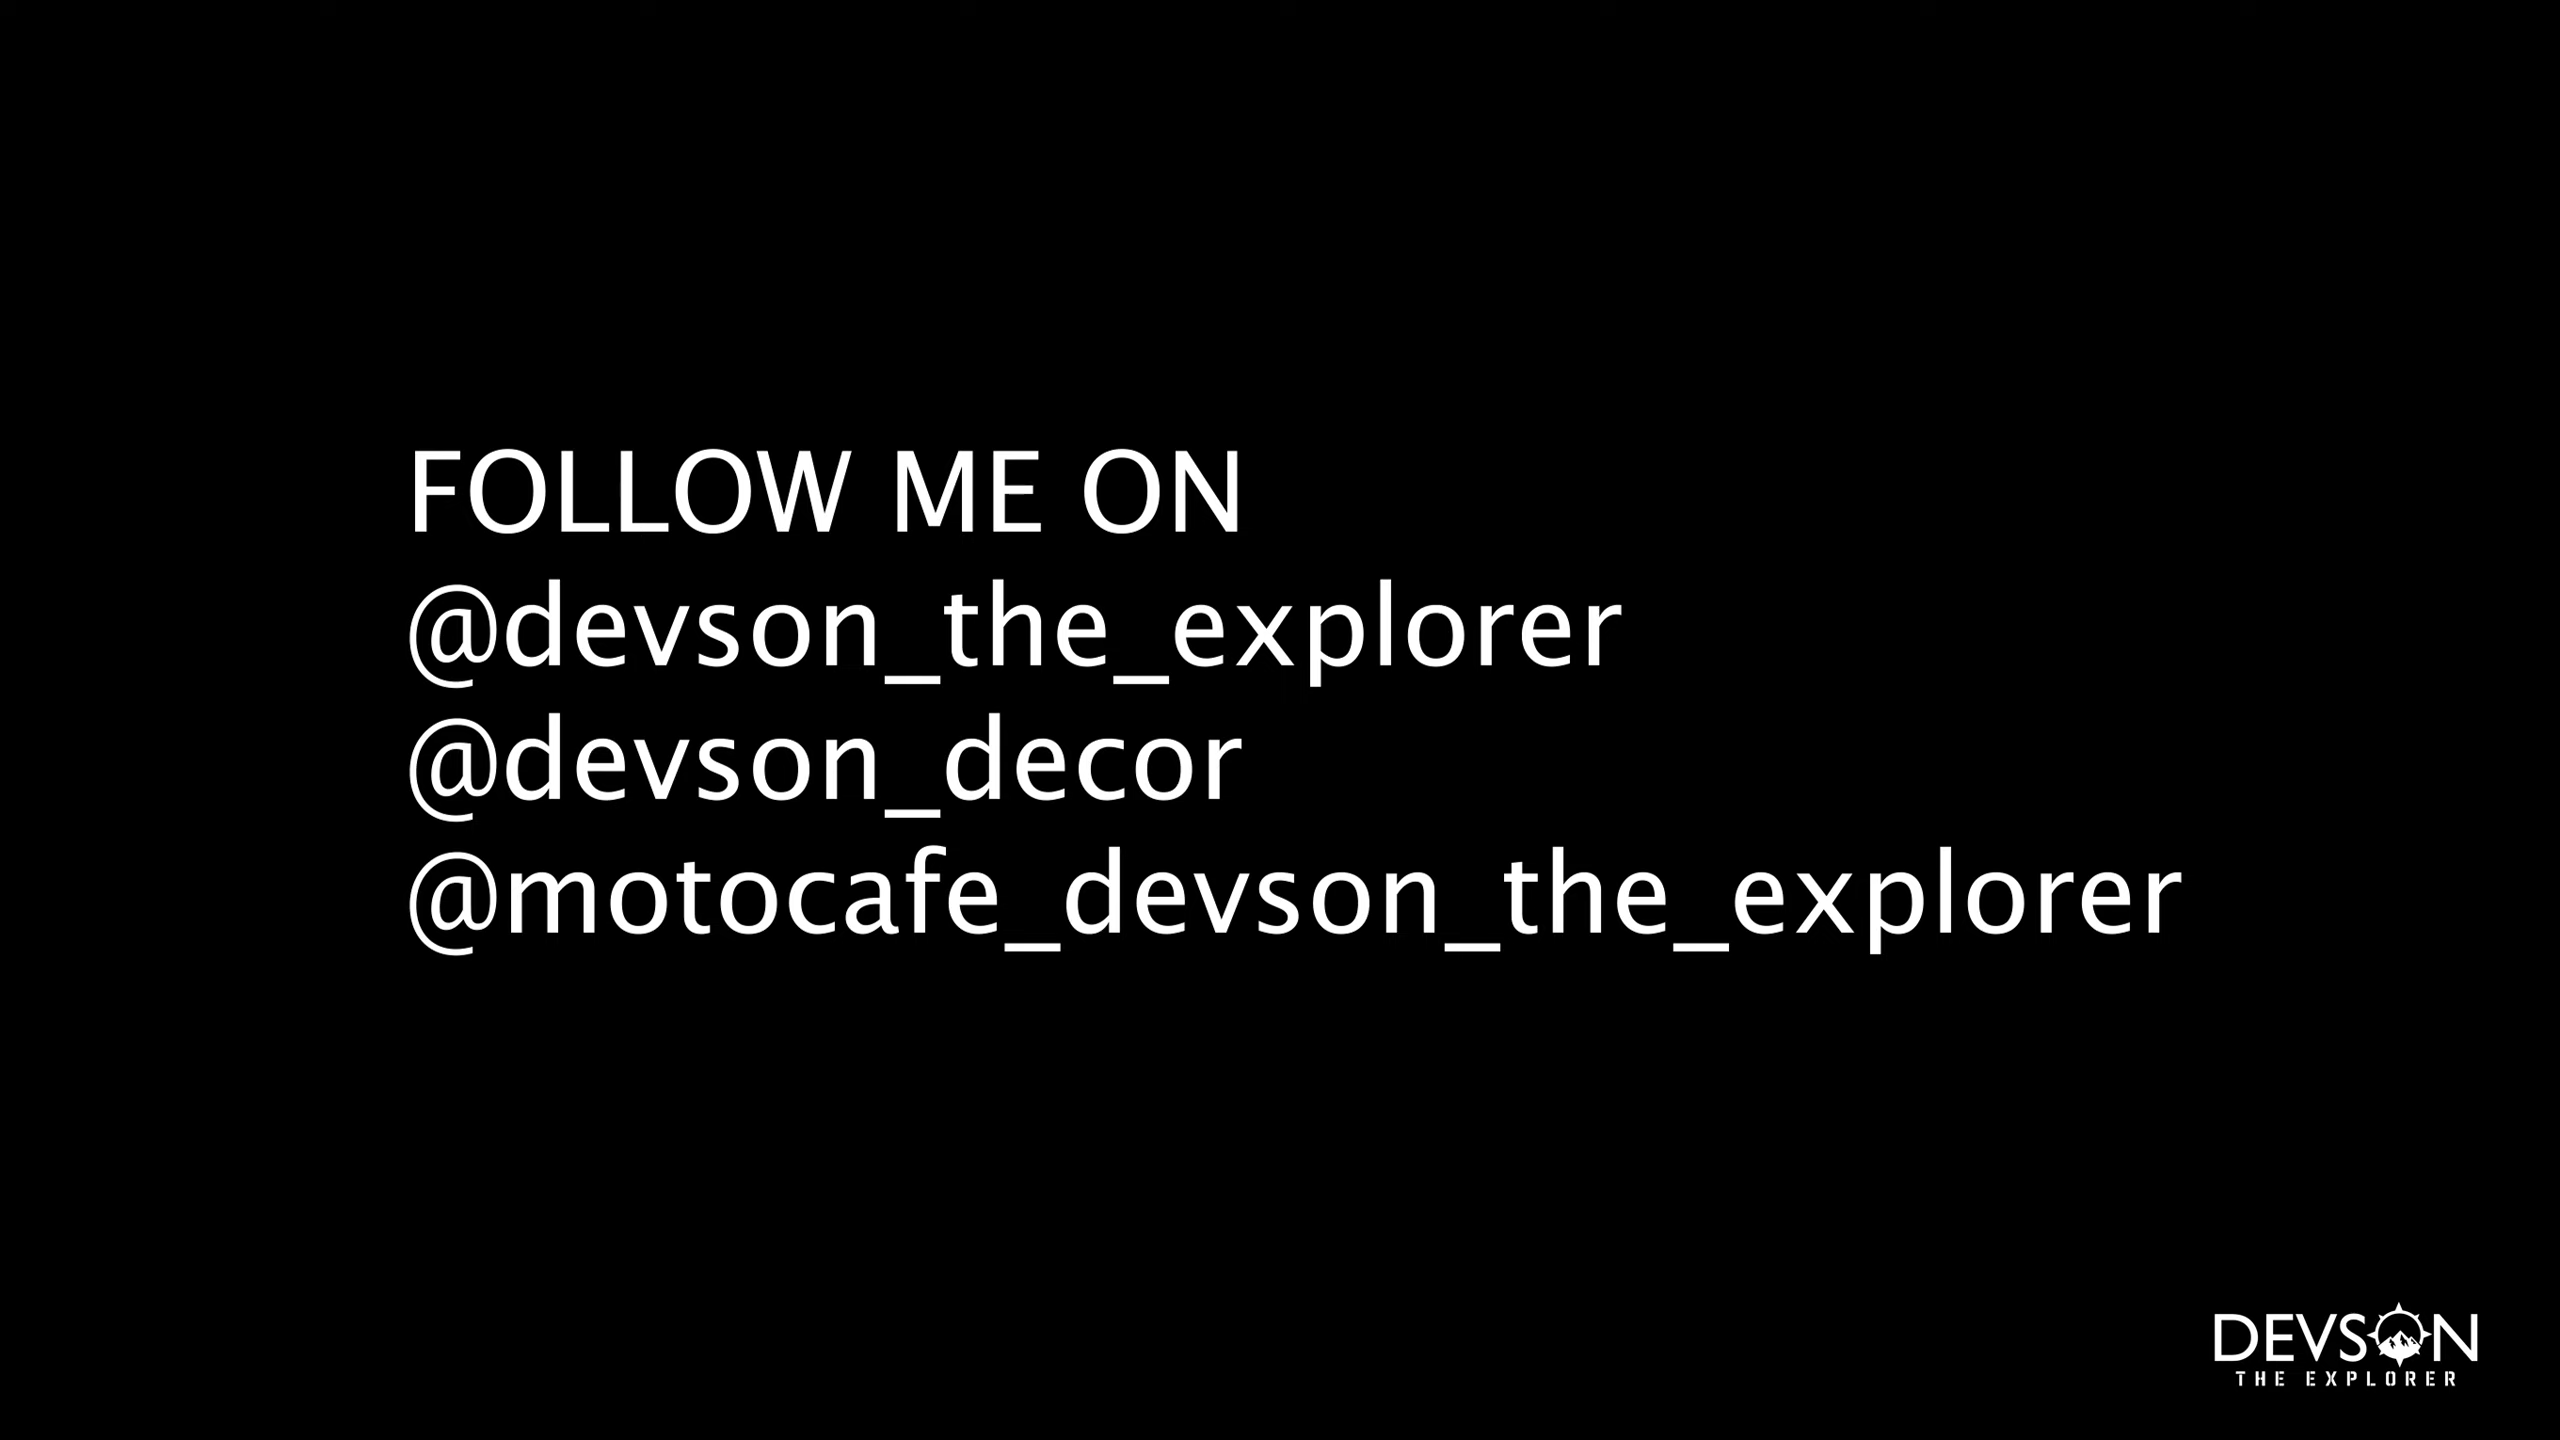 FOLLOW ME ON
@devson_the_explorer
@devson_decor
@motocafe_devson_the_explorer
DEVSON
THE EXPLORER